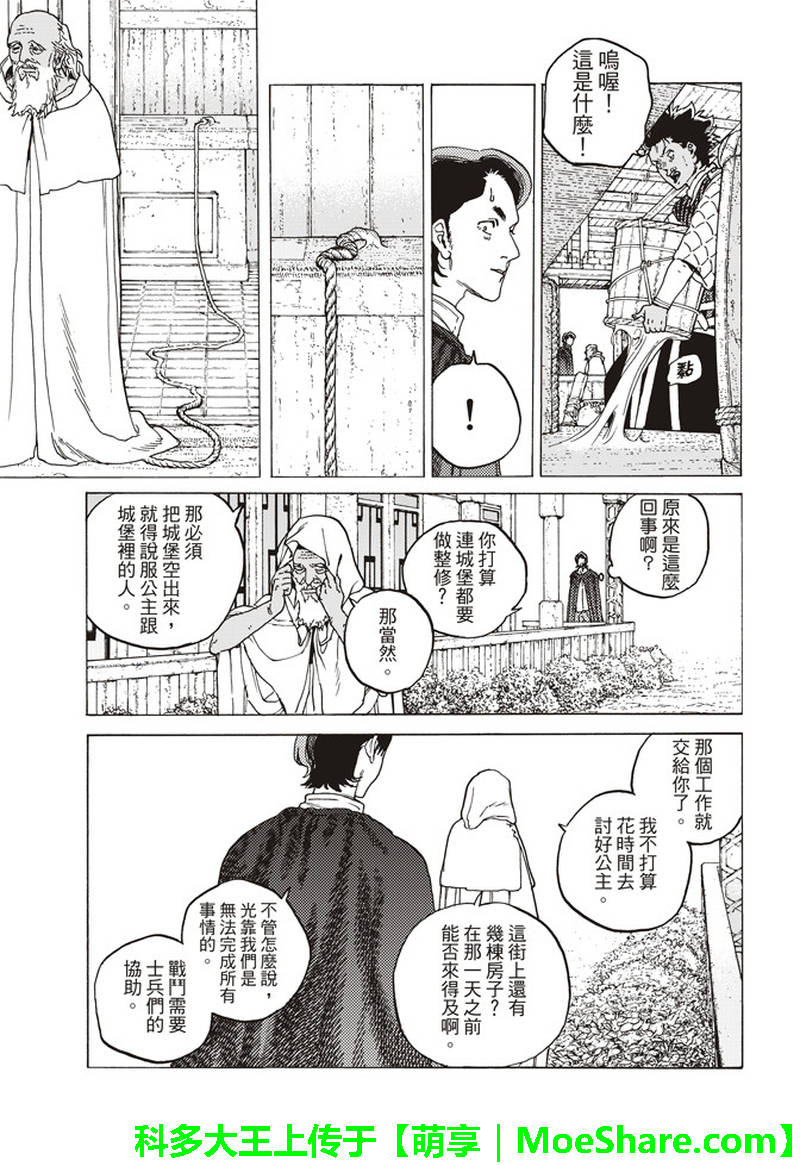 嗚喔！
這是什麼！
黏
！
原來是這麼
回事啊？
你打算
連城堡都要
做整修？
那當然。
那必須
把城堡空出來，
就得說服公主跟
城堡裡的人。
那個工作就
交給你了。
我不打算
花時間去
討好公主。
這街上還有
幾棟房子？
在那一天之前
能否來得及啊。
不管怎麼說，
光靠我們是
無法完成所有
事情的。
戰鬥需要
士兵們的
協助。
科多大王上传于【萌享| MoeShare.com】